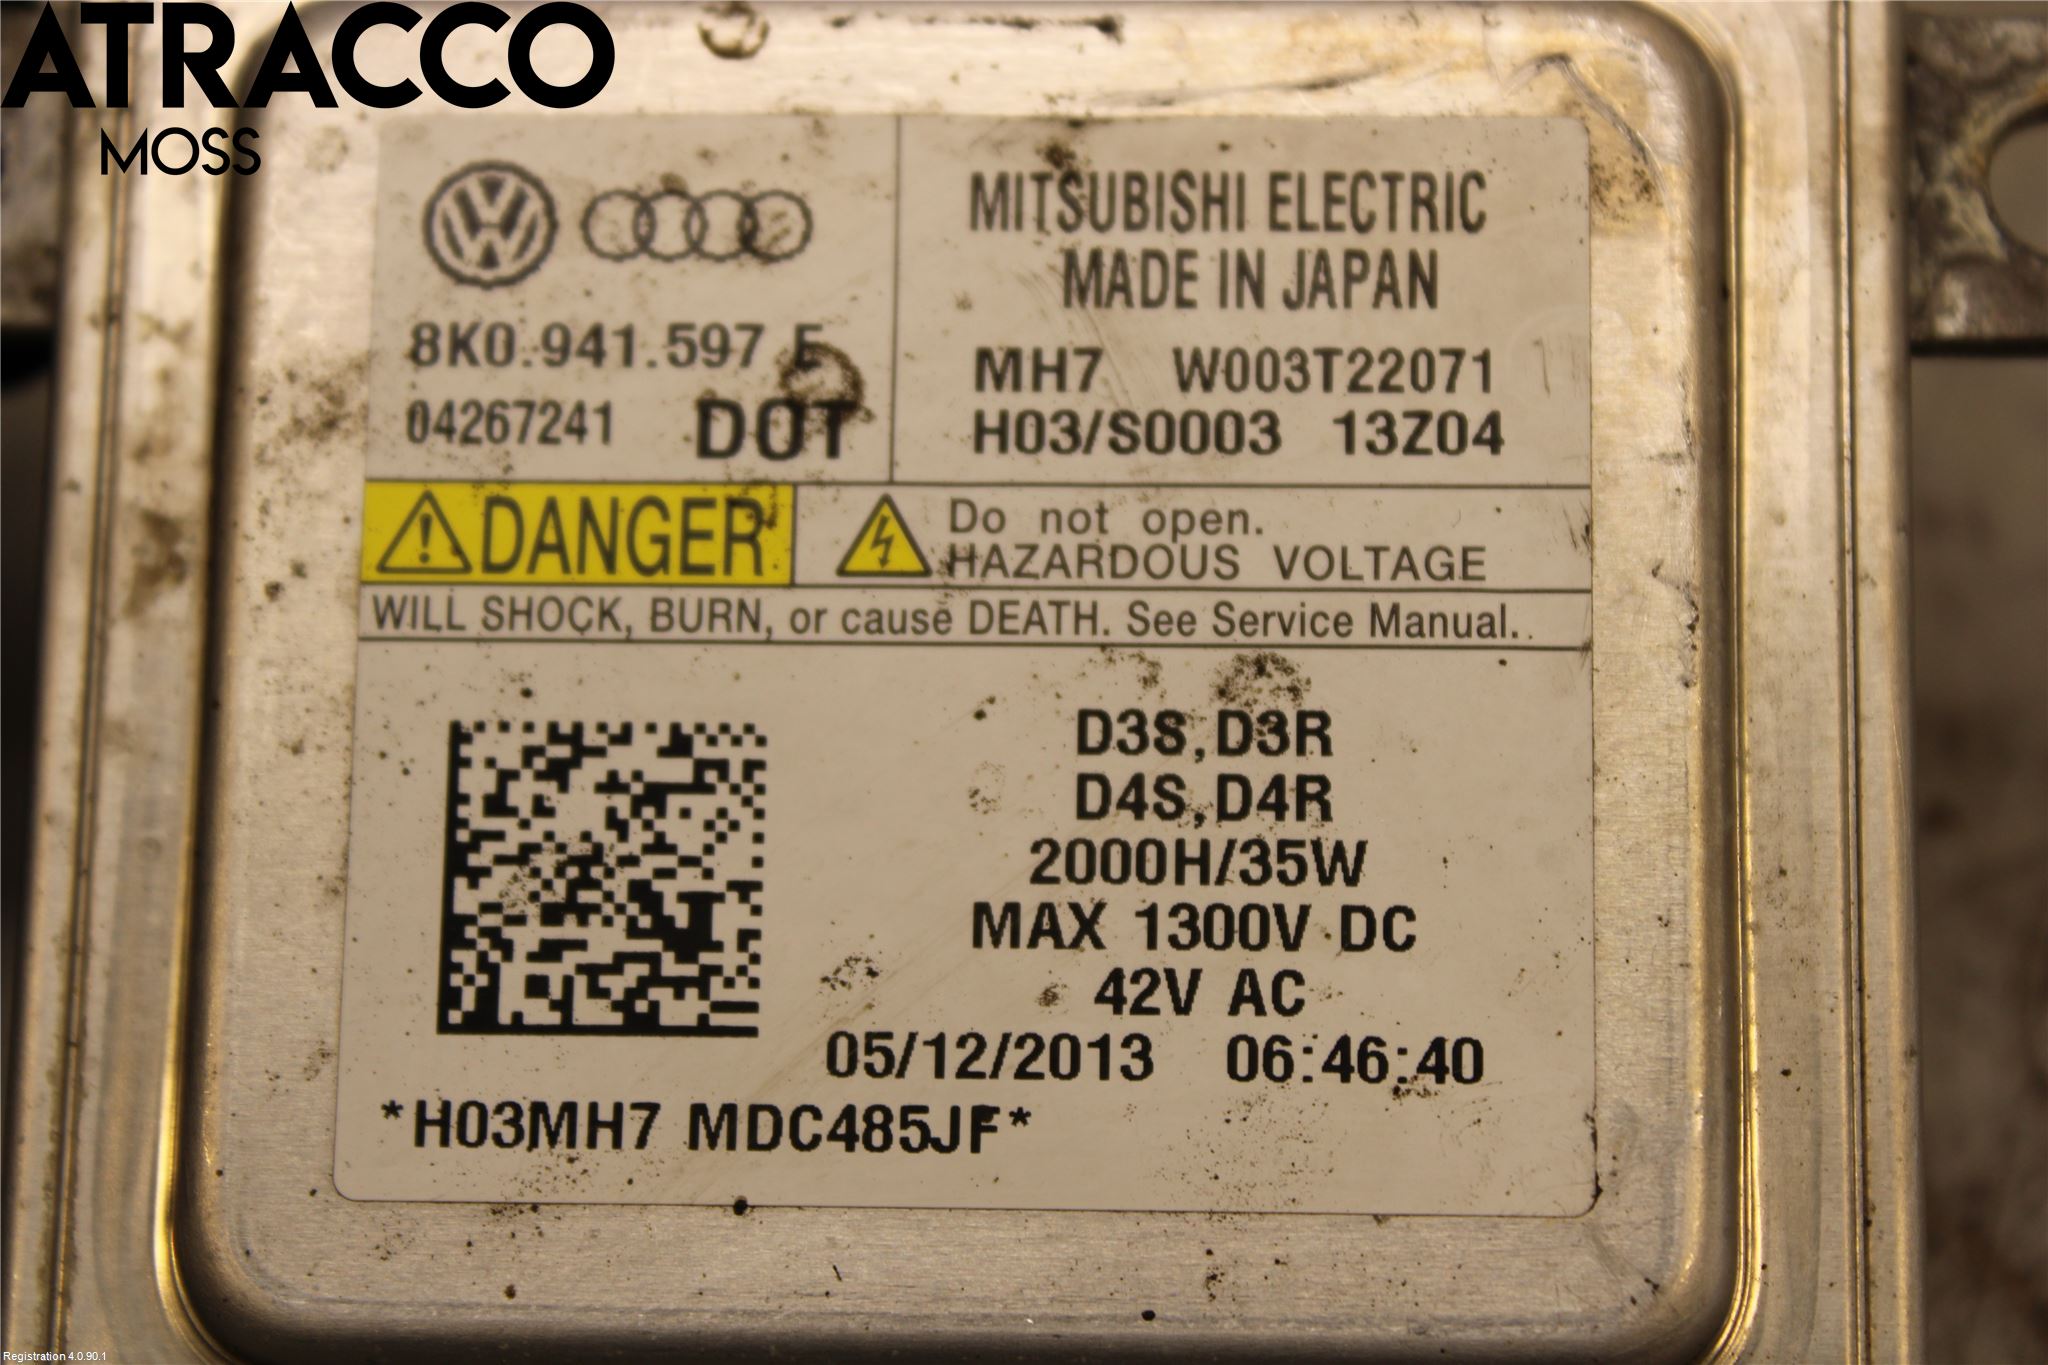 ATRACCO
MOSS
8K0.941.597 E
04267241 DOT
MITSUBISHI ELECTRIC
MADE IN JAPAN
MH7 W003T22071
H03/S0003 13Z04
DANGER
Do not open.
HAZARDOUS VOLTAGE
WILL SHOCK, BURN, or cause DEATH. See Service Manual.
D3S,D3R
D4S,D4R
2000H/35W
MAX 1300V DC
42V AC
05/12/2013 06:46:40
*H03MH7 MDC485JF*
Registration 4.0.90.1